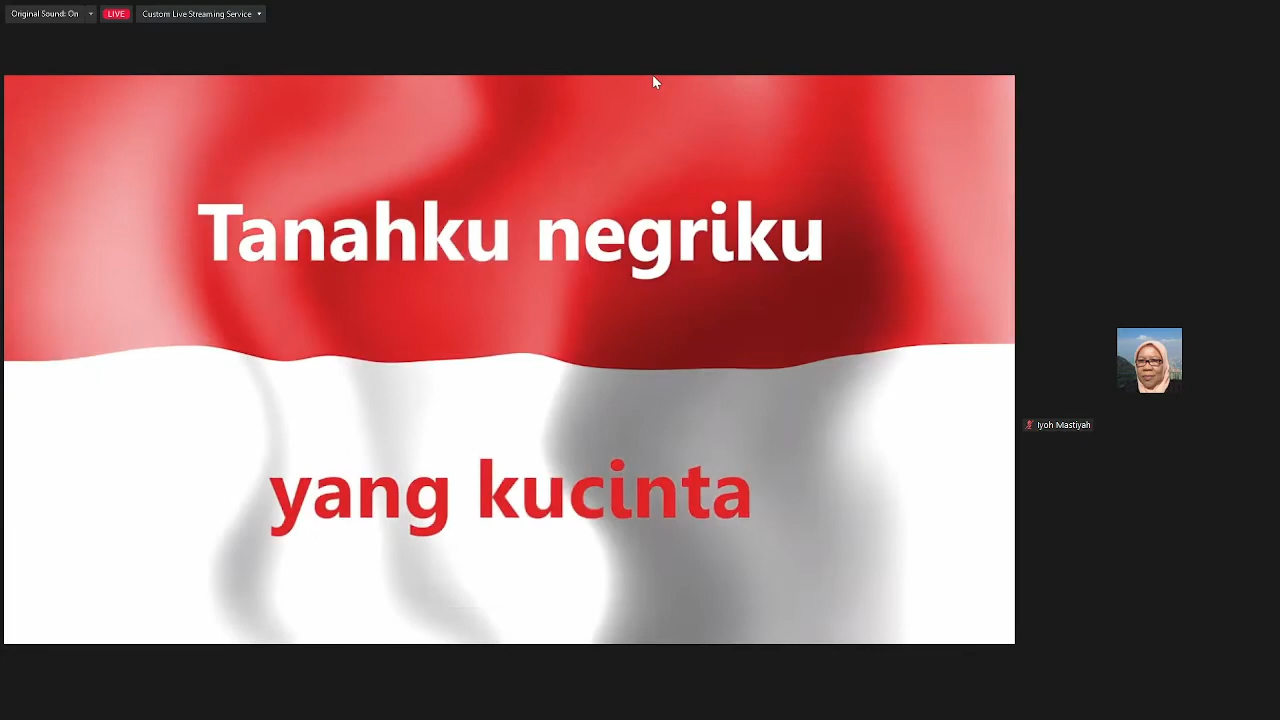 Original Sound: On
LIVE
Custom Live Streaming Service
Tanahku negriku
yang kucinta
Iyoh Mastiyah